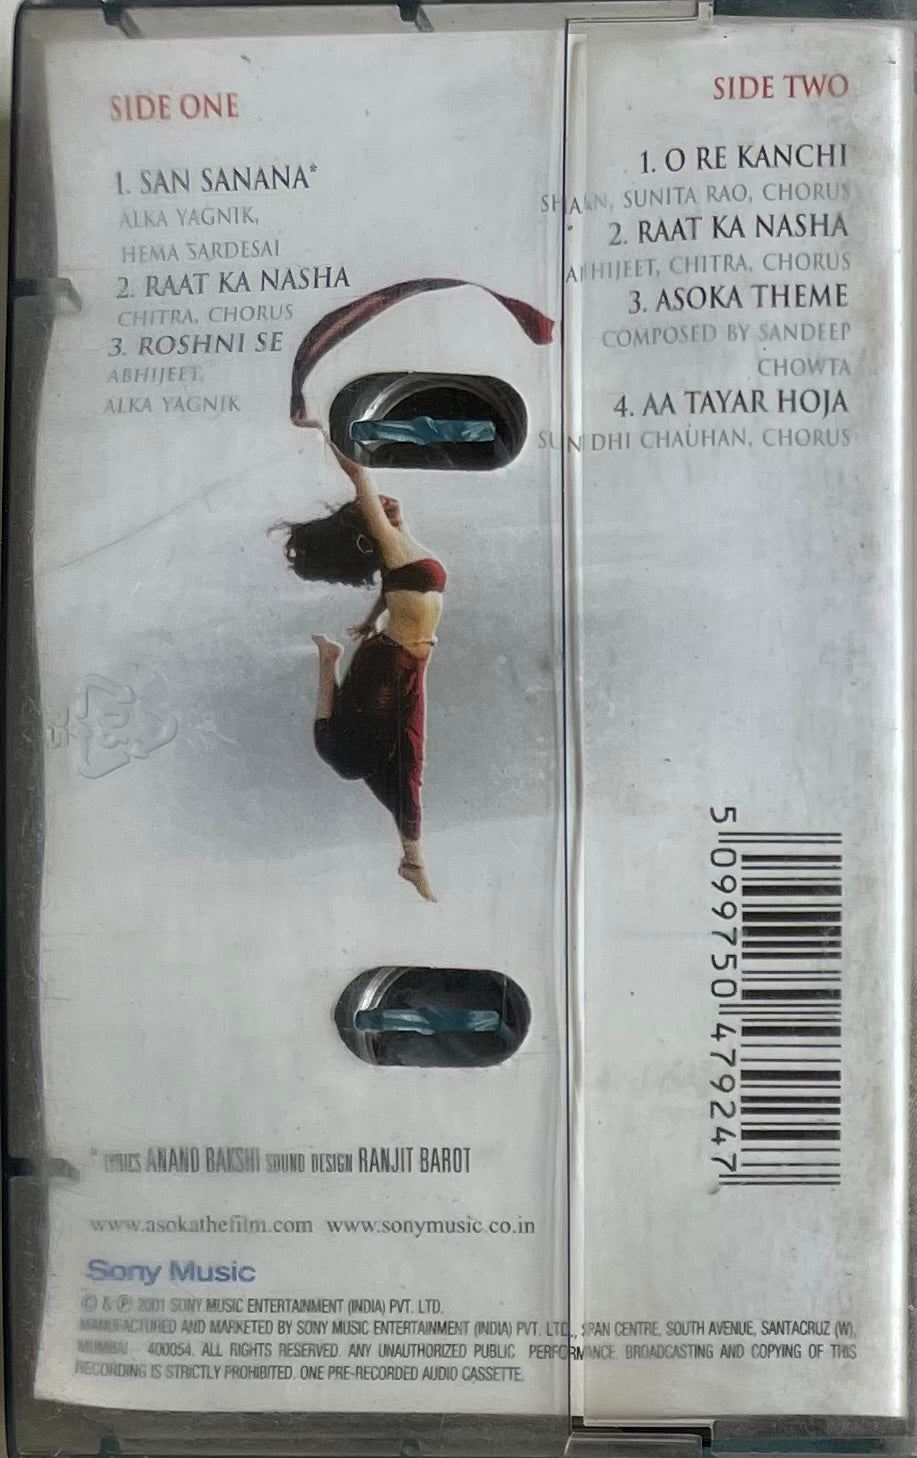 SIDE ONE
1. SAN SANANA*
ALKA YAGNIK,
HEMA SARDESAI
2. RAAT KA NASHA
CHITRA, CHORUS
3. ROSHNI SE
ABHIJEET,
ALKA YAGNIK
SIDE TWO
1. O RE KANCHI
SHAAN, SUNITA RAO, CHORUS
2. RAAT KA NASHA
ABHIJEET, CHITRA, CHORUS
3. ASOKA THEME
COMPOSED BY SANDEEP
CHOWTA
4. AA TAYAR HOJA
SUNIDHI CHAUHAN, CHORUS
5 099750 479247
* LYRICS ANAND BAKSHI SOUND DESIGN RANJIT BAROT
www.asokathefilm.com www.sonymusic.co.in
Sony Music
© & ℗ 2001 SONY MUSIC ENTERTAINMENT (INDIA) PVT. LTD.
MANUFACTURED AND MARKETED BY SONY MUSIC ENTERTAINMENT (INDIA) PVT. LTD., SPAN CENTRE, SOUTH AVENUE, SANTACRUZ (W),
MUMBAI - 400054. ALL RIGHTS RESERVED. ANY UNAUTHORIZED PUBLIC PERFORMANCE. BROADCASTING AND COPYING OF THIS
RECORDING IS STRICTLY PROHIBITED. ONE PRE-RECORDED AUDIO CASSETTE.